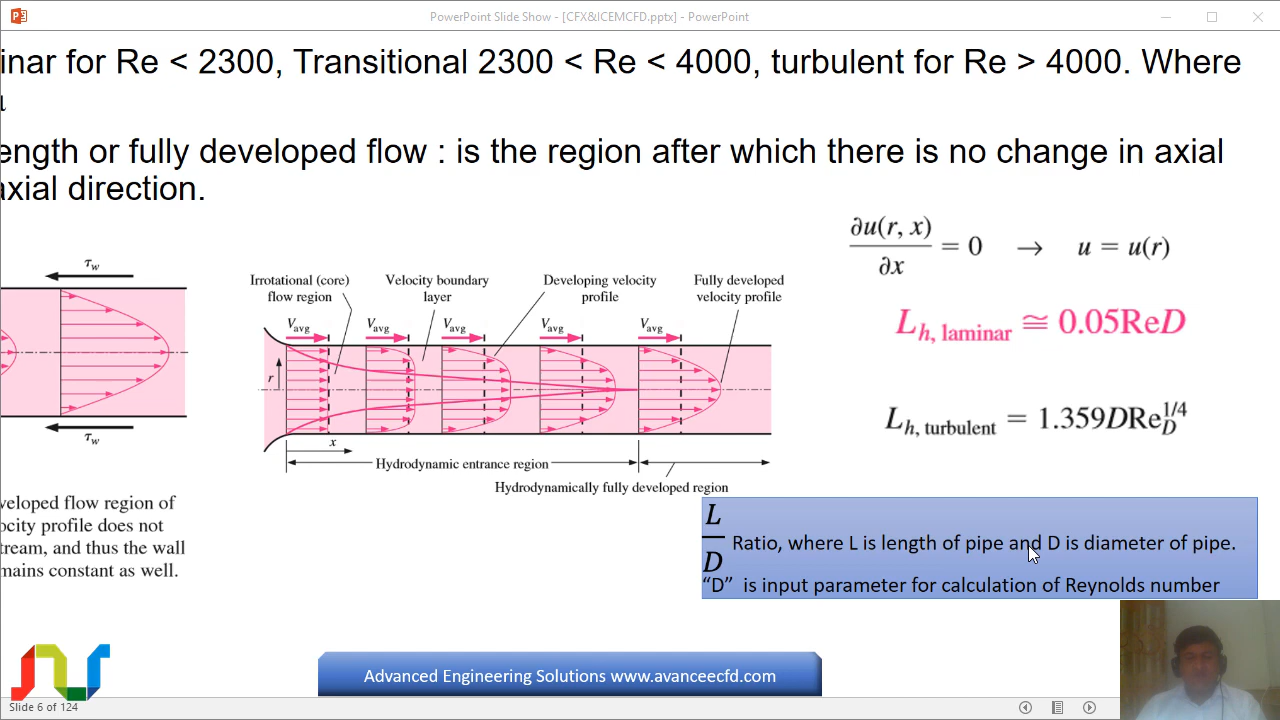 PowerPoint Slide Show - [CFX&ICEMCFD.pptx] - PowerPoint
inar for Re < 2300, Transitional 2300 < Re < 4000, turbulent for Re > 4000. Where
ength or fully developed flow : is the region after which there is no change in axial
axial direction.
∂u(r, x)
∂x
= 0 → u = u(r)
τw
Irrotational (core)
flow region
Velocity boundary
layer
Developing velocity
profile
Fully developed
velocity profile
Vavg Vavg Vavg Vavg Vavg
Lh, laminar ≅ 0.05ReD
r
x
Lh, turbulent = 1.359DReD^1/4
τw
Hydrodynamic entrance region
Hydrodynamically fully developed region
veloped flow region of
ocity profile does not
tream, and thus the wall
mains constant as well.
L
D
Ratio, where L is length of pipe and D is diameter of pipe.
“D” is input parameter for calculation of Reynolds number
Advanced Engineering Solutions www.avanceecfd.com
Slide 6 of 124